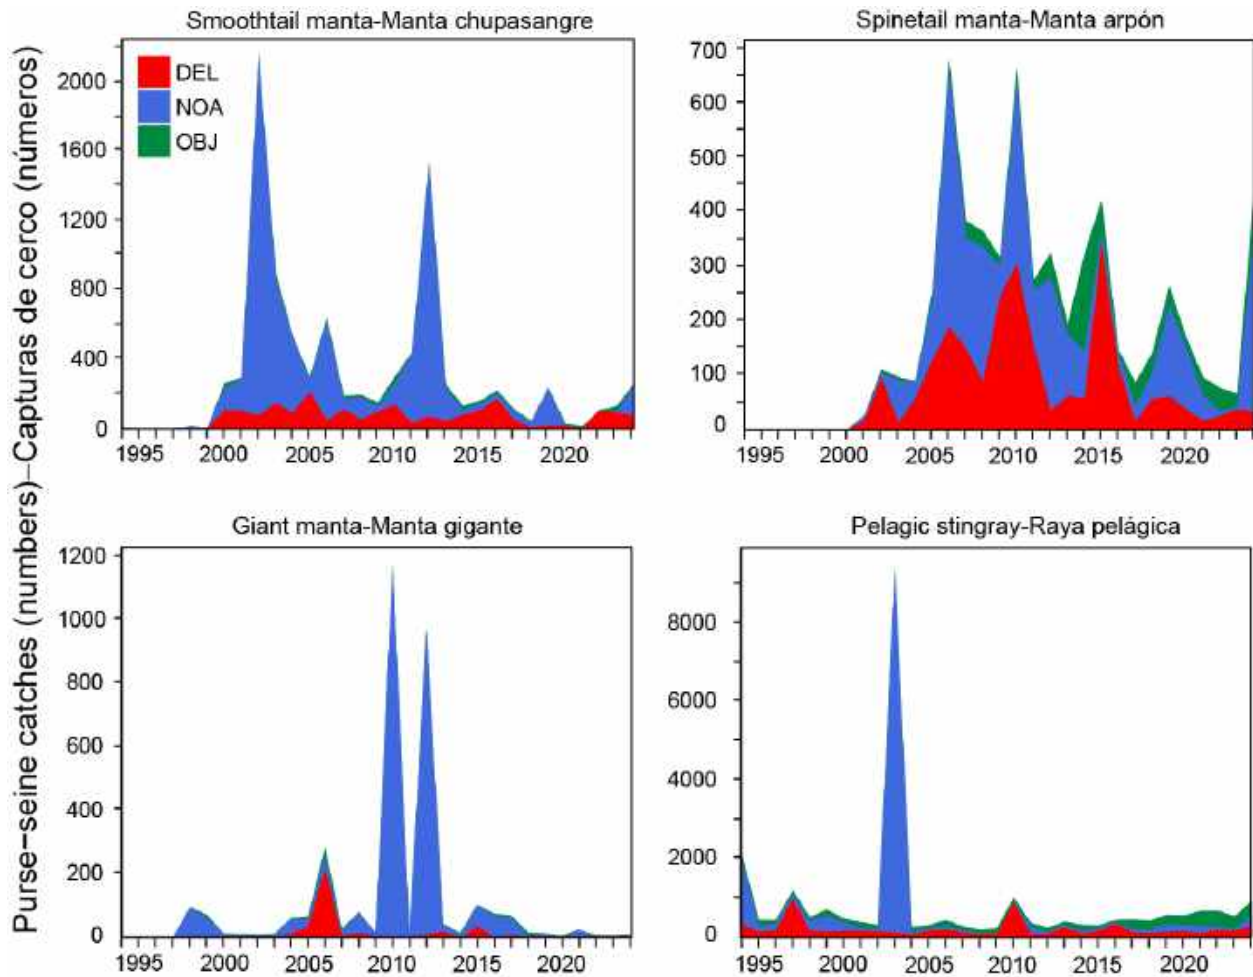 Purse-seine catches (numbers)–Capturas de cerco (números)
Smoothtail manta-Manta chupasangre
2000
1600
1200
800
400
0
DEL
NOA
OBJ
1995 2000 2005 2010 2015 2020
Spinetail manta-Manta arpón
700
600
500
400
300
200
100
0
1995 2000 2005 2010 2015 2020
Giant manta-Manta gigante
1200
1000
800
600
400
200
0
1995 2000 2005 2010 2015 2020
Pelagic stingray-Raya pelágica
8000
6000
4000
2000
0
1995 2000 2005 2010 2015 2020